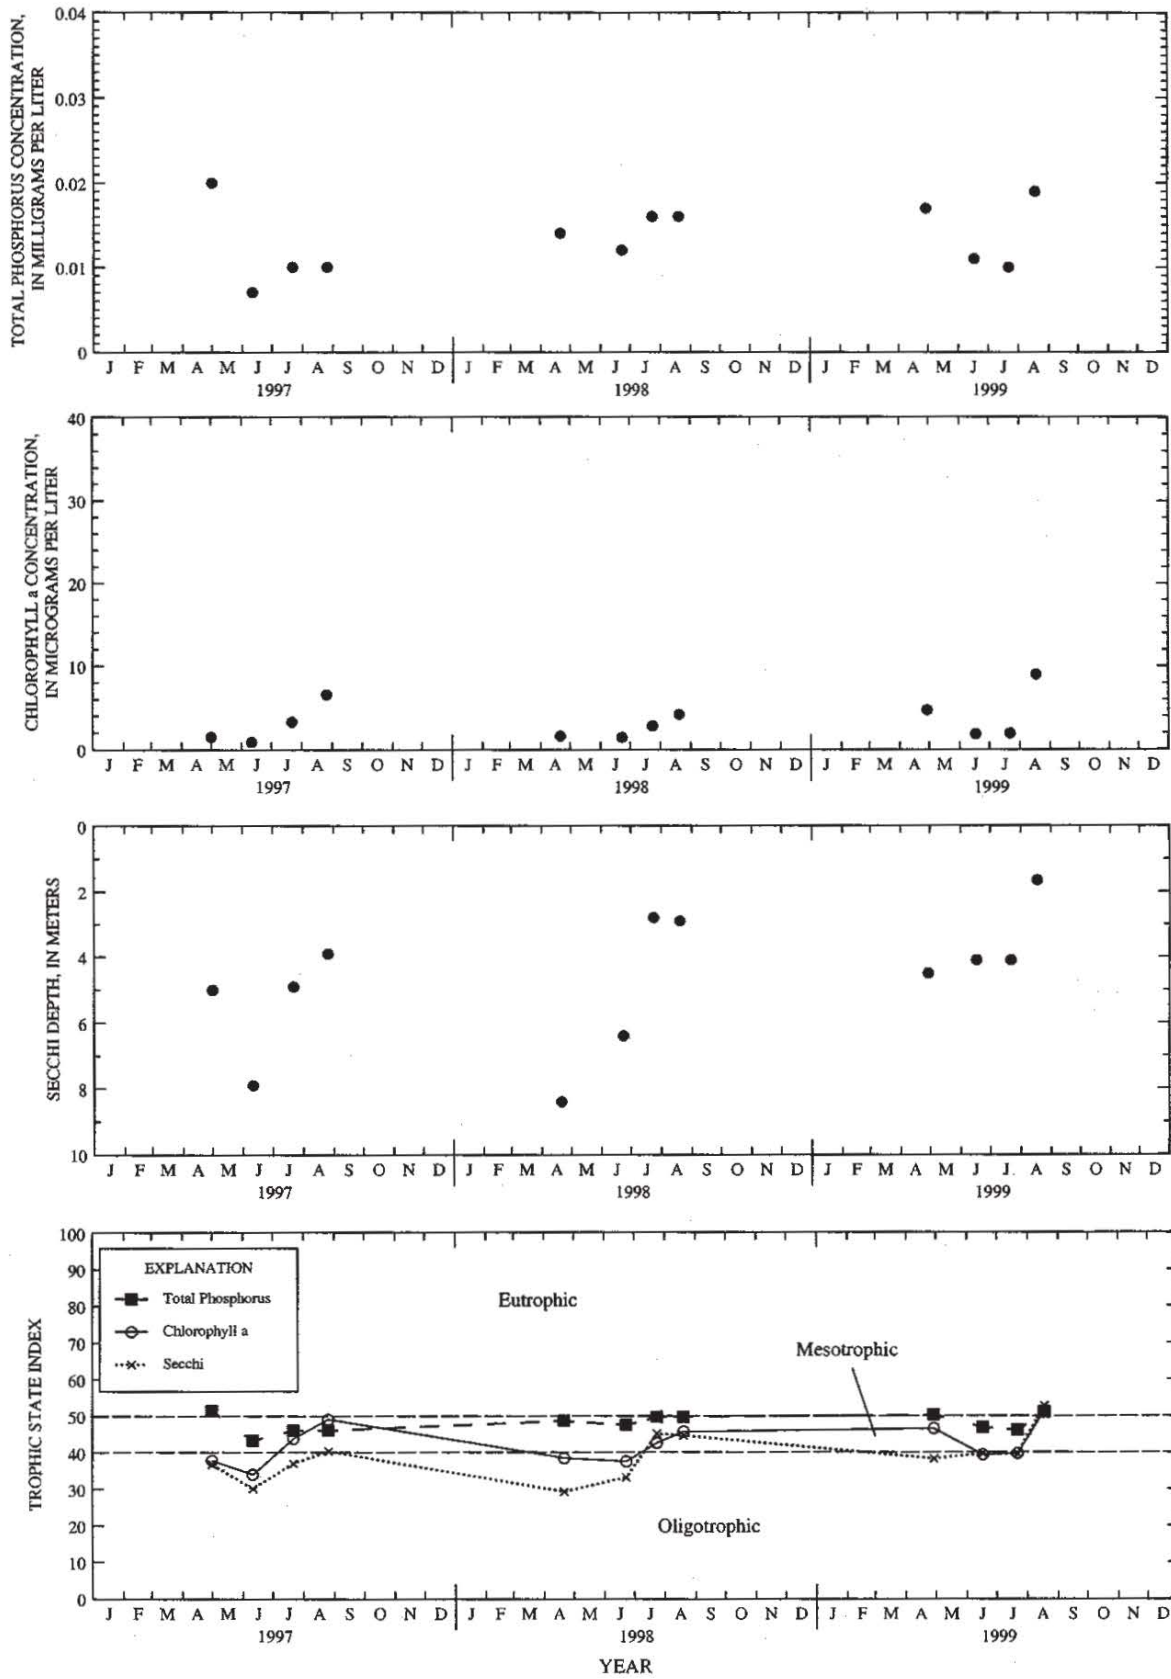 TOTAL PHOSPHORUS CONCENTRATION,
IN MILLIGRAMS PER LITER
0.04
0.03
0.02
0.01
0
J F M A M J J A S O N D J F M A M J J A S O N D J F M A M J J A S O N D
1997 1998 1999
CHLOROPHYLL a CONCENTRATION,
IN MICROGRAMS PER LITER
40
30
20
10
0
J F M A M J J A S O N D J F M A M J J A S O N D J F M A M J J A S O N D
1997 1998 1999
SECCHI DEPTH, IN METERS
0
2
4
6
8
10
J F M A M J J A S O N D J F M A M J J A S O N D J F M A M J J A S O N D
1997 1998 1999
TROPHIC STATE INDEX
100
90
80
70
60
50
40
30
20
10
0
EXPLANATION
Total Phosphorus
Chlorophyll a
Secchi
Eutrophic
Mesotrophic
Oligotrophic
J F M A M J J A S O N D J F M A M J J A S O N D J F M A M J J A S O N D
1997 1998 1999
YEAR